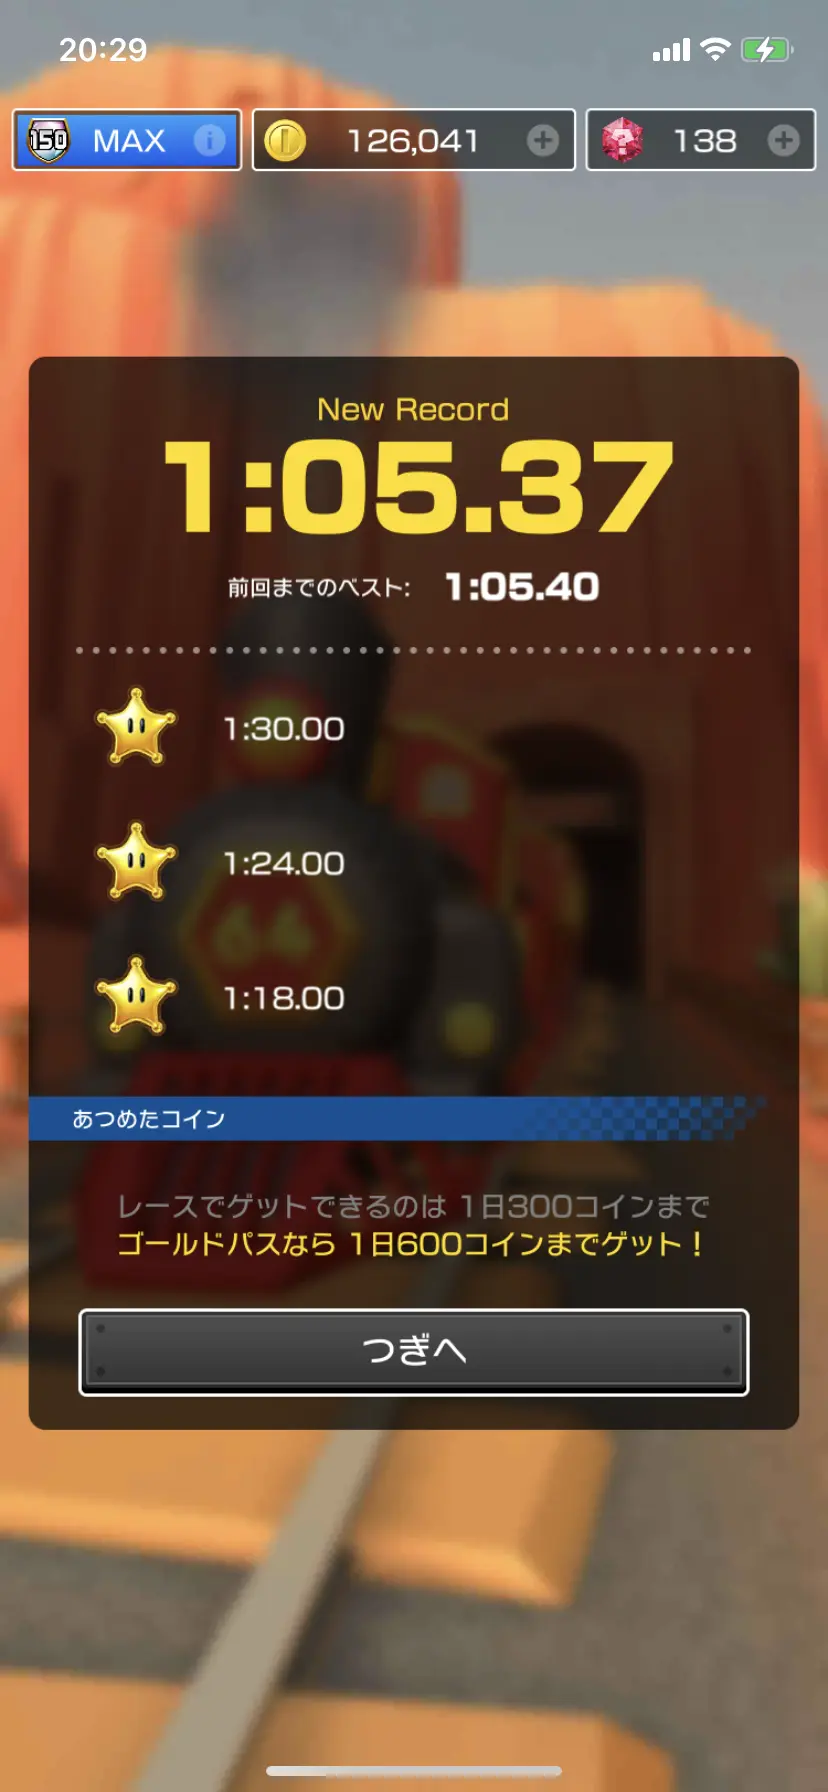 20:29
150 MAX i 126,041 + 138 +
New Record
1:05.37
前回までのベスト: 1:05.40
1:30.00
1:24.00
1:18.00
64
あつめたコイン
レースでゲットできるのは 1日300コインまで
ゴールドパスなら 1日600コインまでゲット！
つぎへ